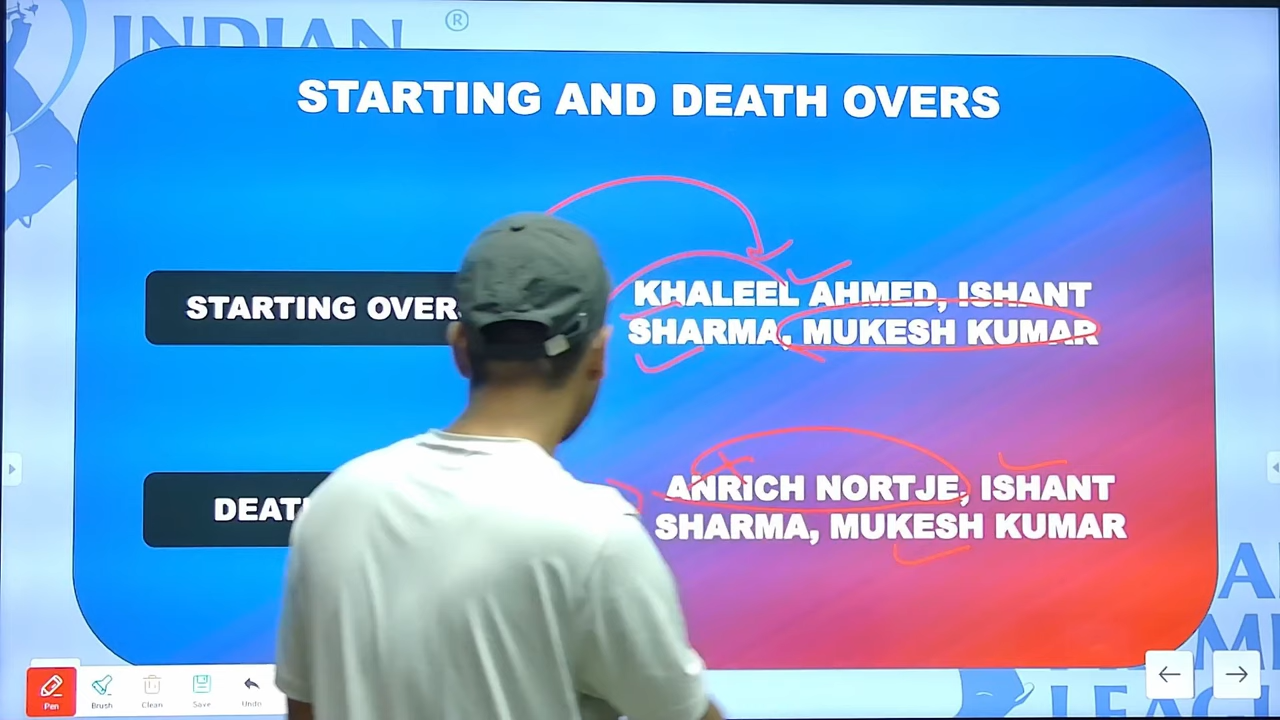 INDIAN
®
STARTING AND DEATH OVERS
STARTING OVER
KHALEEL AHMED, ISHANT
SHARMA, MUKESH KUMAR
DEAT
ANRICH NORTJE, ISHANT
SHARMA, MUKESH KUMAR
Pen
Brush
Clean
Save
Undo